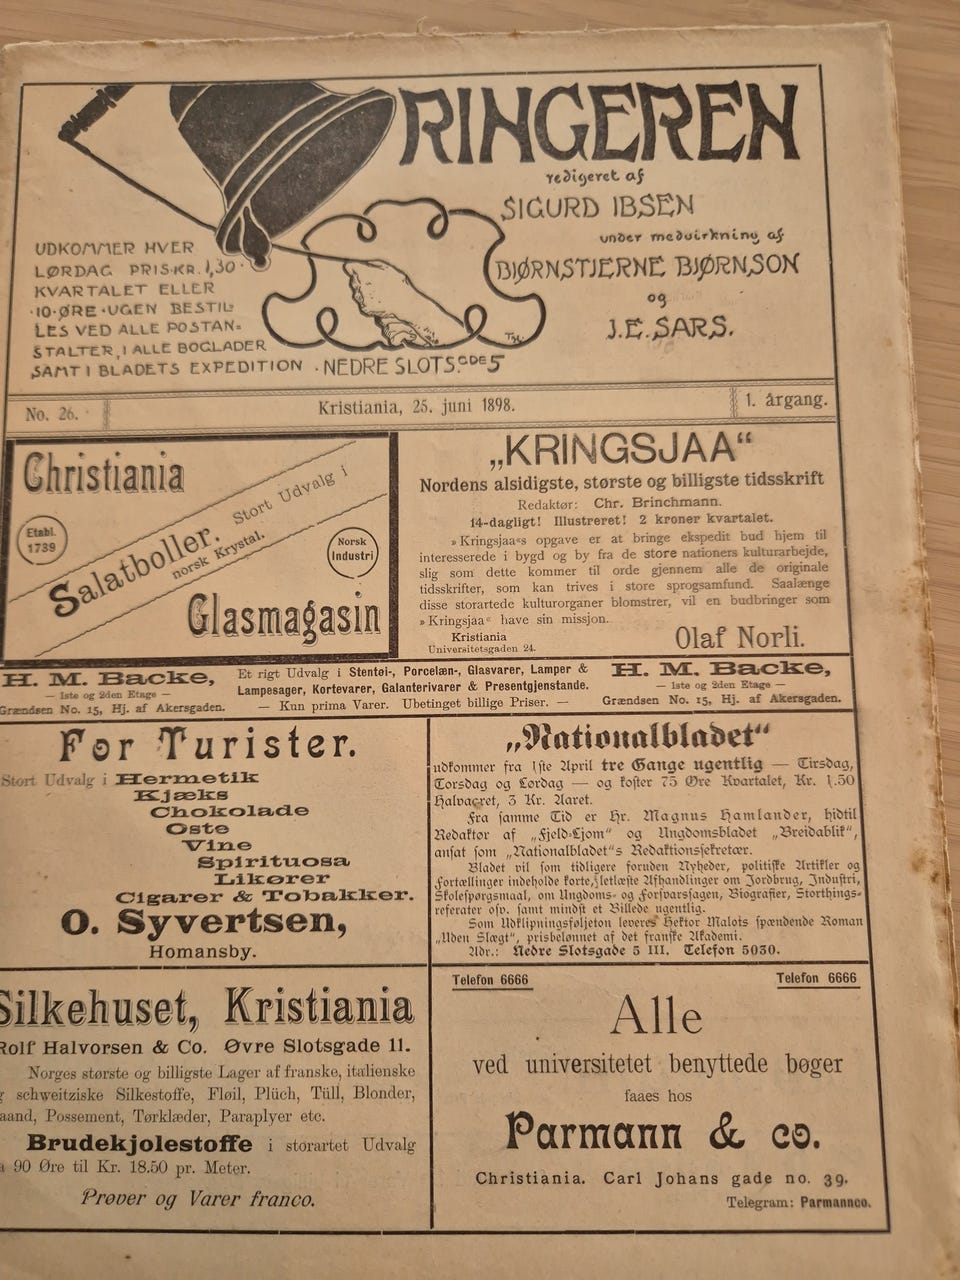 RINGEREN
redigeret af
SIGURD IBSEN
under medvirkning af
BJØRNSTJERNE BJØRNSON
og
J.E. SARS.
UDKOMMER HVER
LØRDAG PRIS·KR. 1,30
KVARTALET ELLER
·10·ØRE·UGEN BESTIL=
LES VED ALLE POSTAN=
STALTER, I ALLE BOGLADER
SAMT I BLADETS EXPEDITION . NEDRE SLOTSGDE 5
No. 26.
Kristiania, 25. juni 1898.
1. årgang.
Christiania
Etabl.
1739
Salatboller. Stort Udvalg i
norsk Krystal.
Norsk
Industri
Glasmagasin
„KRINGSJAA“
Nordens alsidigste, største og billigste tidsskrift
Redaktør: Chr. Brinchmann.
14-dagligt! Illustreret! 2 kroner kvartalet.
»Kringsjaa«s opgave er at bringe ekspedit bud hjem til
interesserede i bygd og by fra de store nationers kulturarbejde,
slig som dette kommer til orde gjennem alle de originale
tidsskrifter, som kan trives i store sprogsamfund. Saalænge
disse storartede kulturorganer blomstrer, vil en budbringer som
»Kringsjaa« have sin missjon.
Kristiania
Universitetsgaden 24.
Olaf Norli.
H. M. Backe,
— 1ste og 2den Etage —
Grændsen No. 15, Hj. af Akersgaden.
Et rigt Udvalg i Stentøi-, Porcelæn-, Glasvarer, Lamper &
Lampesager, Kortevarer, Galanterivarer & Presentgjenstande.
— Kun prima Varer. Ubetinget billige Priser. —
H. M. Backe,
— 1ste og 2den Etage —
Grændsen No. 15, Hj. af Akersgaden.
For Turister.
Stort Udvalg i Hermetik
Kjæks
Chokolade
Oste
Vine
Spirituosa
Likører
Cigarer & Tobakker.
O. Syvertsen,
Homansby.
„Nationalbladet“
udkommer fra 1ste April tre Gange ugentlig — Tirsdag,
Torsdag og Lørdag — og koster 75 Øre Kvartalet, Kr. 1.50
Halvaaret, 3 Kr. Aaret.
Fra samme Tid er Hr. Magnus Hamlander, hidtil
Redaktør af „Fjeld-Ljom“ og Ungdomsbladet „Breidablik“,
ansat som „Nationalbladet“s Redaktionssekretær.
Bladet vil som tidligere foruden Nyheder, politiske Artikler og
Fortællinger indeholde korte, letlæste Afhandlinger om Jordbrug, Industri,
Skolespørgsmaal, om Ungdoms- og Forsvarssagen, Biografier, Storthings-
referater osv. samt mindst et Billede ugentlig.
Som Udklipningsføljeton leveres Hektor Malots spændende Roman
„Uden Slægt“, prisbelønnet af det franske Akademi.
Adr.: Nedre Slotsgade 5 III. Telefon 5030.
Silkehuset, Kristiania
Rolf Halvorsen & Co. Øvre Slotsgade 11.
Norges største og billigste Lager af franske, italienske
schweitziske Silkestoffe, Fløil, Plüch, Tüll, Blonder,
aand, Possement, Tørklæder, Paraplyer etc.
Brudekjolestoffe i storartet Udvalg
a 90 Øre til Kr. 18.50 pr. Meter.
Prøver og Varer franco.
Telefon 6666
Telefon 6666
Alle
ved universitetet benyttede bøger
faaes hos
Parmann & co.
Christiania. Carl Johans gade no. 39.
Telegram: Parmannco.